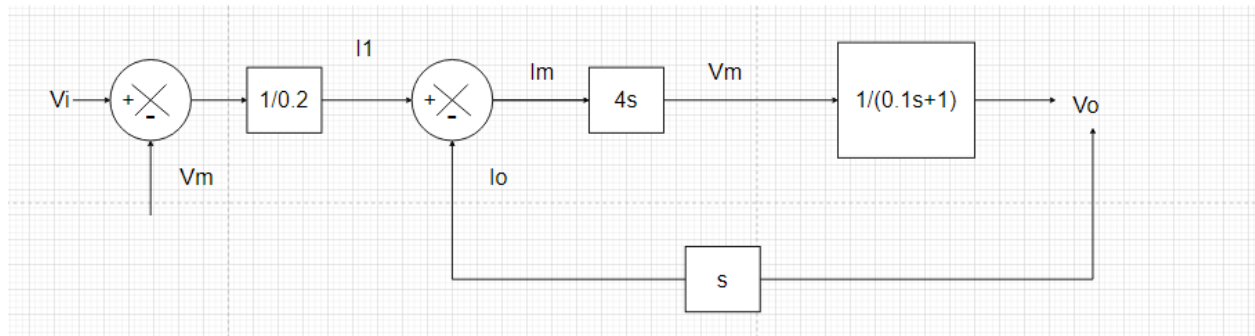 I1
Im
Vm
Vi
+
-
1/0.2
+
-
4s
1/(0.1s+1)
Vo
Vm
Io
s